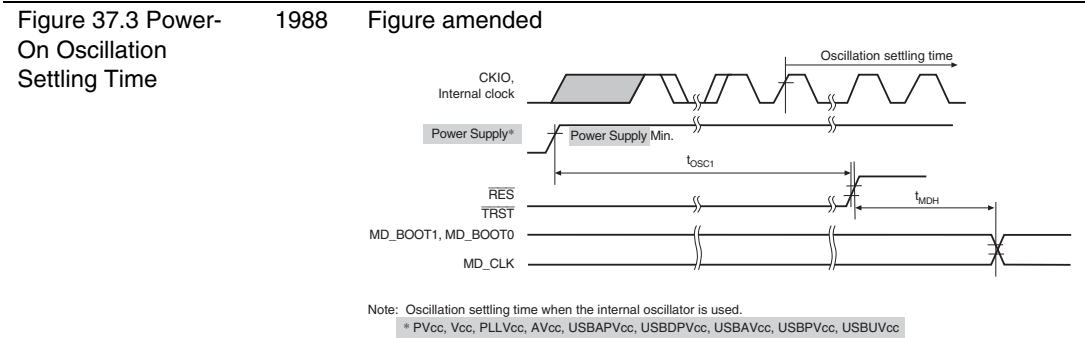 Figure 37.3 Power-
On Oscillation
Settling Time
1988
Figure amended
Oscillation settling time
CKIO,
Internal clock
Power Supply*
Power Supply Min.
tOSC1
RES
TRST
tMDH
MD_BOOT1, MD_BOOT0
MD_CLK
Note: Oscillation settling time when the internal oscillator is used.
* PVcc, Vcc, PLLVcc, AVcc, USBAPVcc, USBDPVcc, USBAVcc, USBPVcc, USBUVcc